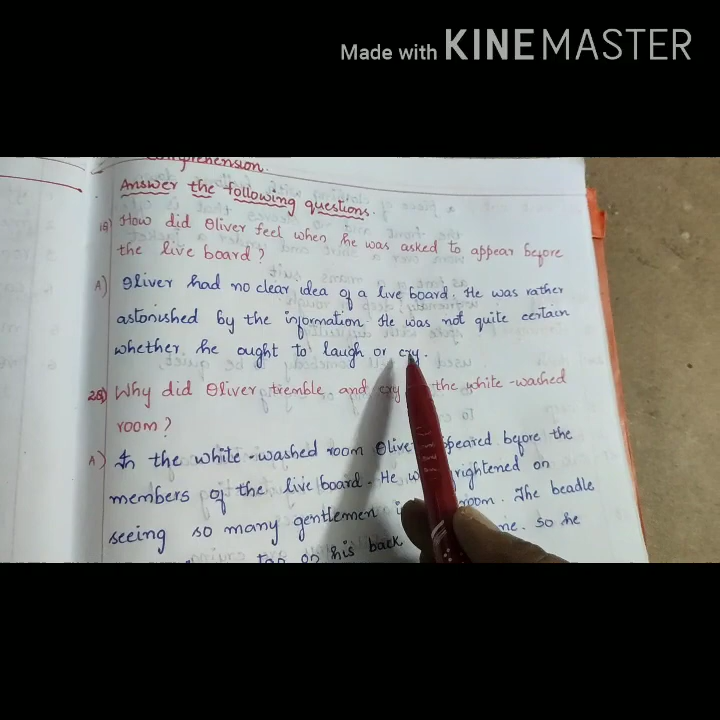 Made with KINEMASTER
Comprehension.
Answer the following questions.
1Q) How did Oliver feel when he was asked to appear before
the live board?
A) Oliver had no clear idea of a live board. He was rather
astonished by the information. He was not quite certain
whether he ought to laugh or cry.
2Q) Why did Oliver tremble and cry the white-washed
room?
A) In the white-washed room Oliver appeared before the
members of the live board. He frightened on
seeing so many gentlemen room. The beadle
so he
tap on his back